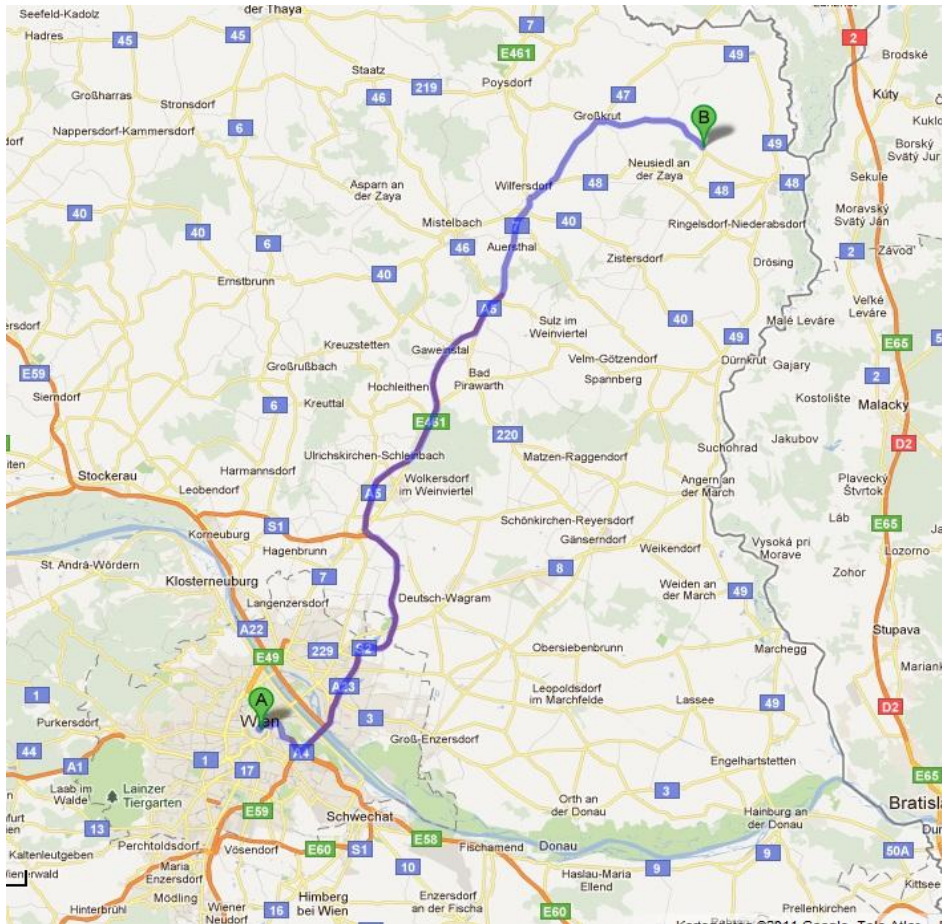 Seefeld-Kadolz
der Thaya
7
E461
49
2
Brodské
Hadres
45
45
Staatz
219
Poysdorf
47
Kúty
Großharras
Stronsdorf
46
Großkrut
B
Nappersdorf-Kammersdorf
6
49
Borský
Svätý Jur
Neusiedl an
der Zaya
Asparn an
der Zaya
Wilfersdorf
48
48
48
Sekule
40
40
Mistelbach
40
Ringelsdorf-Niederabsdorf
Moravský
Svätý Ján
6
46
Auersthal
2
Závod
Ernstbrunn
40
Zistersdorf
Drösing
A5
Veľké
Leváre
Sulz im
Weinviertel
40
Malé Leváre
Kreuzstetten
Gaweinstal
49
E65
E59
Großrußbach
Bad
Pirawarth
Velm-Götzendorf
Dürnkrut
Gajary
Hochleithen
Spannberg
2
Sierndorf
6
Kreuttal
Kostolište
Malacky
E461
220
Suchohrad
Jakubov
D2
Ulrichskirchen-Schleinbach
Matzen-Raggendorf
Stockerau
Harmannsdorf
Wolkersdorf
im Weinviertel
Angern an
der March
Plavecký
Štvrtok
Leobendorf
A5
S1
Schönkirchen-Reyersdorf
Láb
E65
Korneuburg
Hagenbrunn
Gänserndorf
Weikendorf
Vysoká pri
Morave
Lozorno
St. Andrä-Wördern
7
8
Zohor
Klosterneuburg
Weiden an
der March
49
Langenzersdorf
Deutsch-Wagram
A22
Stupava
E49
229
S2
Obersiebenbrunn
Marchegg
A
A23
Leopoldsdorf
im Marchfelde
Lassee
49
D2
1
Wien
3
Purkersdorf
Groß-Enzersdorf
44
A1
1
A4
17
Engelhartstetten
E65
Laab im
Walde
Lainzer
Tiergarten
3
E59
Orth an
der Donau
Hainburg an
der Donau
13
Schwechat
E58
Perchtoldsdorf
Vösendorf
E60
S1
Fischamend
Donau
50A
Kaltenleutgeben
Maria
Enzersdorf
10
9
9
Haslau-Maria
Ellend
Kittsee
Mödling
Himberg
bei Wien
Enzersdorf
an der Fischa
Hinterbrühl
Wiener
Neudorf
16
Prellenkirchen